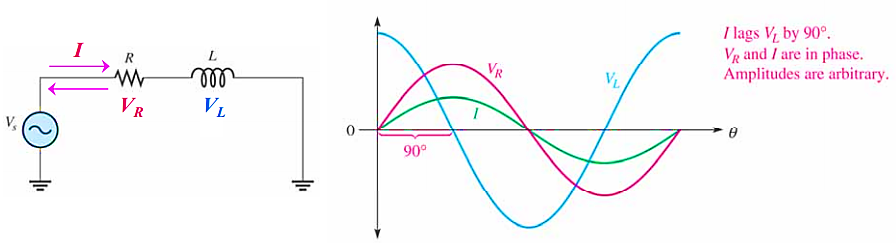 I
R
L
V_R
V_L
V_s
V_R
V_L
I
0
θ
90°
I lags V_L by 90°.
V_R and I are in phase.
Amplitudes are arbitrary.